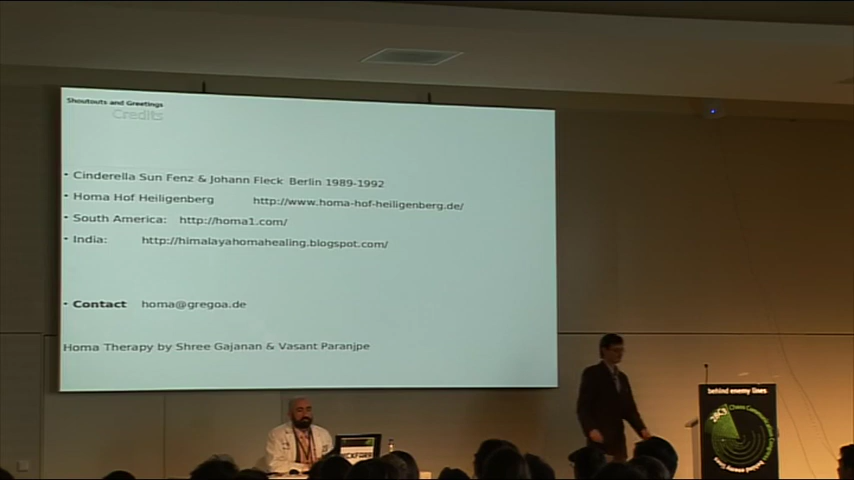 Shoutouts and Greetings
Credits
• Cinderella Sun Fenz & Johann Fleck Berlin 1989-1992
• Homa Hof Heiligenberg http://www.homa-hof-heiligenberg.de/
• South America: http://homa1.com/
• India: http://himalayahomahealing.blogspot.com/
• Contact homa@gregoa.de
Homa Therapy by Shree Gajanan & Vasant Paranjpe
behind enemy lines